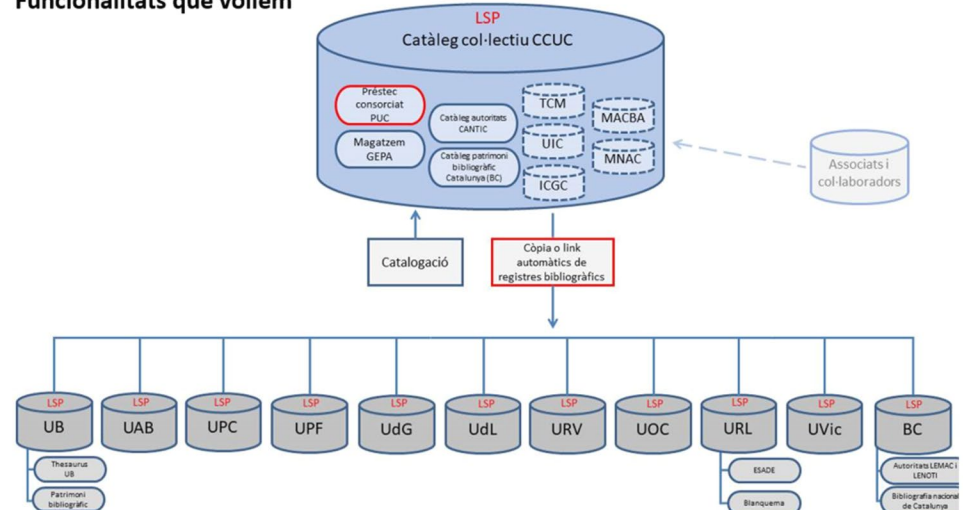 Funcionalitats que volíem
LSP
Catàleg col·lectiu CCUC
Préstec
consorciat
PUC
Magatzem
GEPA
Catàleg autoritats
CANTIC
Catàleg patrimoni
bibliogràfic
Catalunya (BC)
TCM
UIC
ICGC
MACBA
MNAC
Associats i
col·laboradors
Catalogació
Còpia o link
automàtics de
registres bibliogràfics
LSP
UB
LSP
UAB
LSP
UPC
LSP
UPF
LSP
UdG
LSP
UdL
LSP
URV
LSP
UOC
LSP
URL
LSP
UVic
LSP
BC
Thesaurus
UB
Patrimoni
bibliogràfic
ESADE
Blanquerna
Autoritats LEMAC i
LENOTI
Bibliografia nacional
de Catalunya